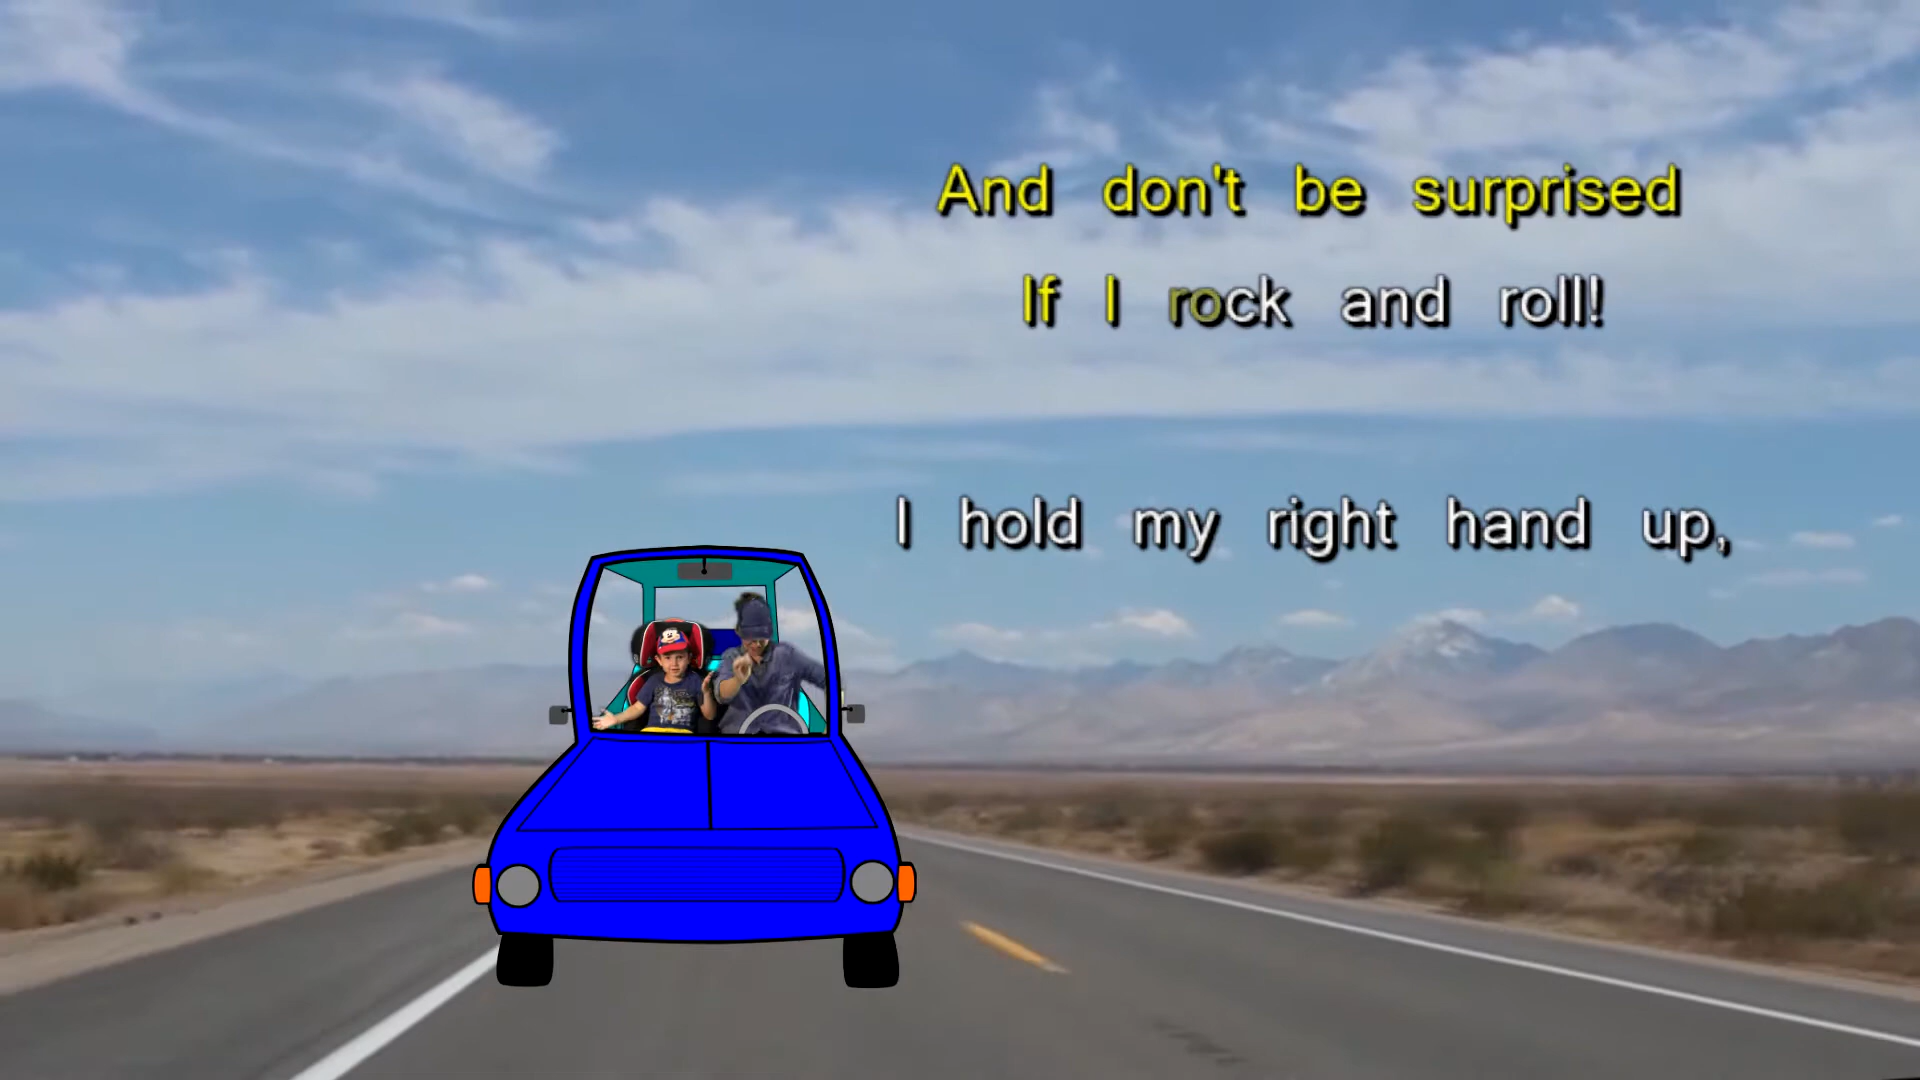 And don't be surprised
If I rock and roll!
I hold my right hand up,